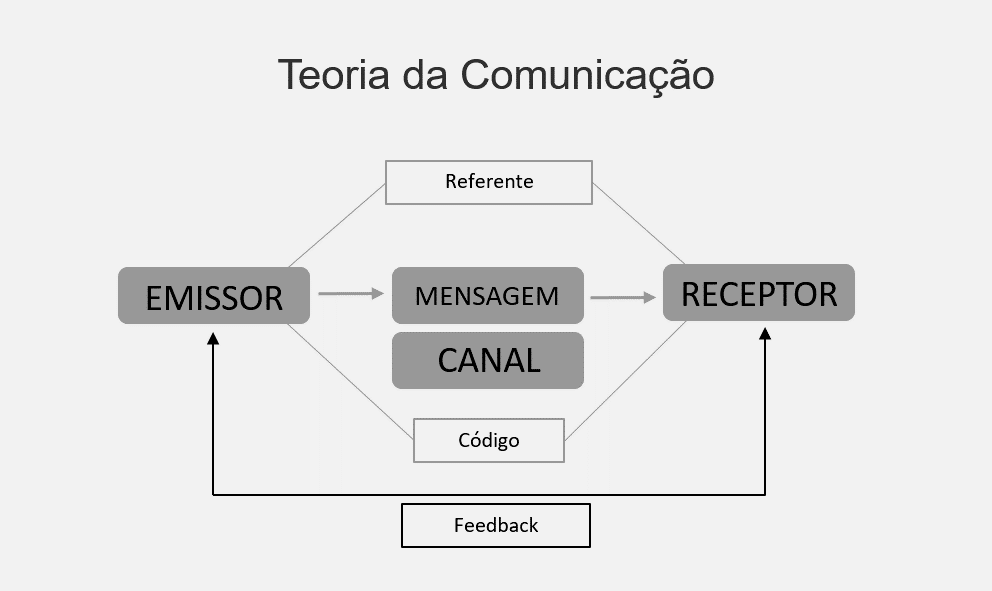 Teoria da Comunicação
Referente
EMISSOR
MENSAGEM
RECEPTOR
CANAL
Código
Feedback